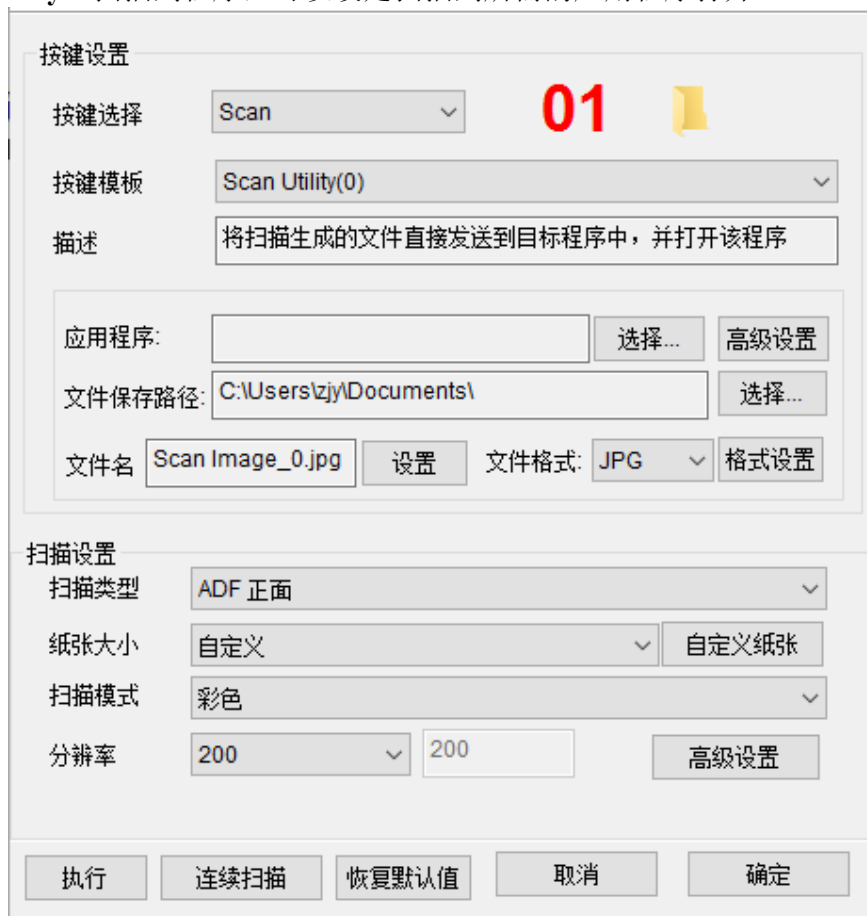 按键设置
按键选择 Scan 01
按键模板 Scan Utility(0)
描述 将扫描生成的文件直接发送到目标程序中，并打开该程序
应用程序: 选择... 高级设置
文件保存路径: C:\Users\zjy\Documents\ 选择...
文件名 Scan Image_0.jpg 设置 文件格式: JPG 格式设置
扫描设置
扫描类型 ADF 正面
纸张大小 自定义 自定义纸张
扫描模式 彩色
分辨率 200 200 高级设置
执行 连续扫描 恢复默认值 取消 确定